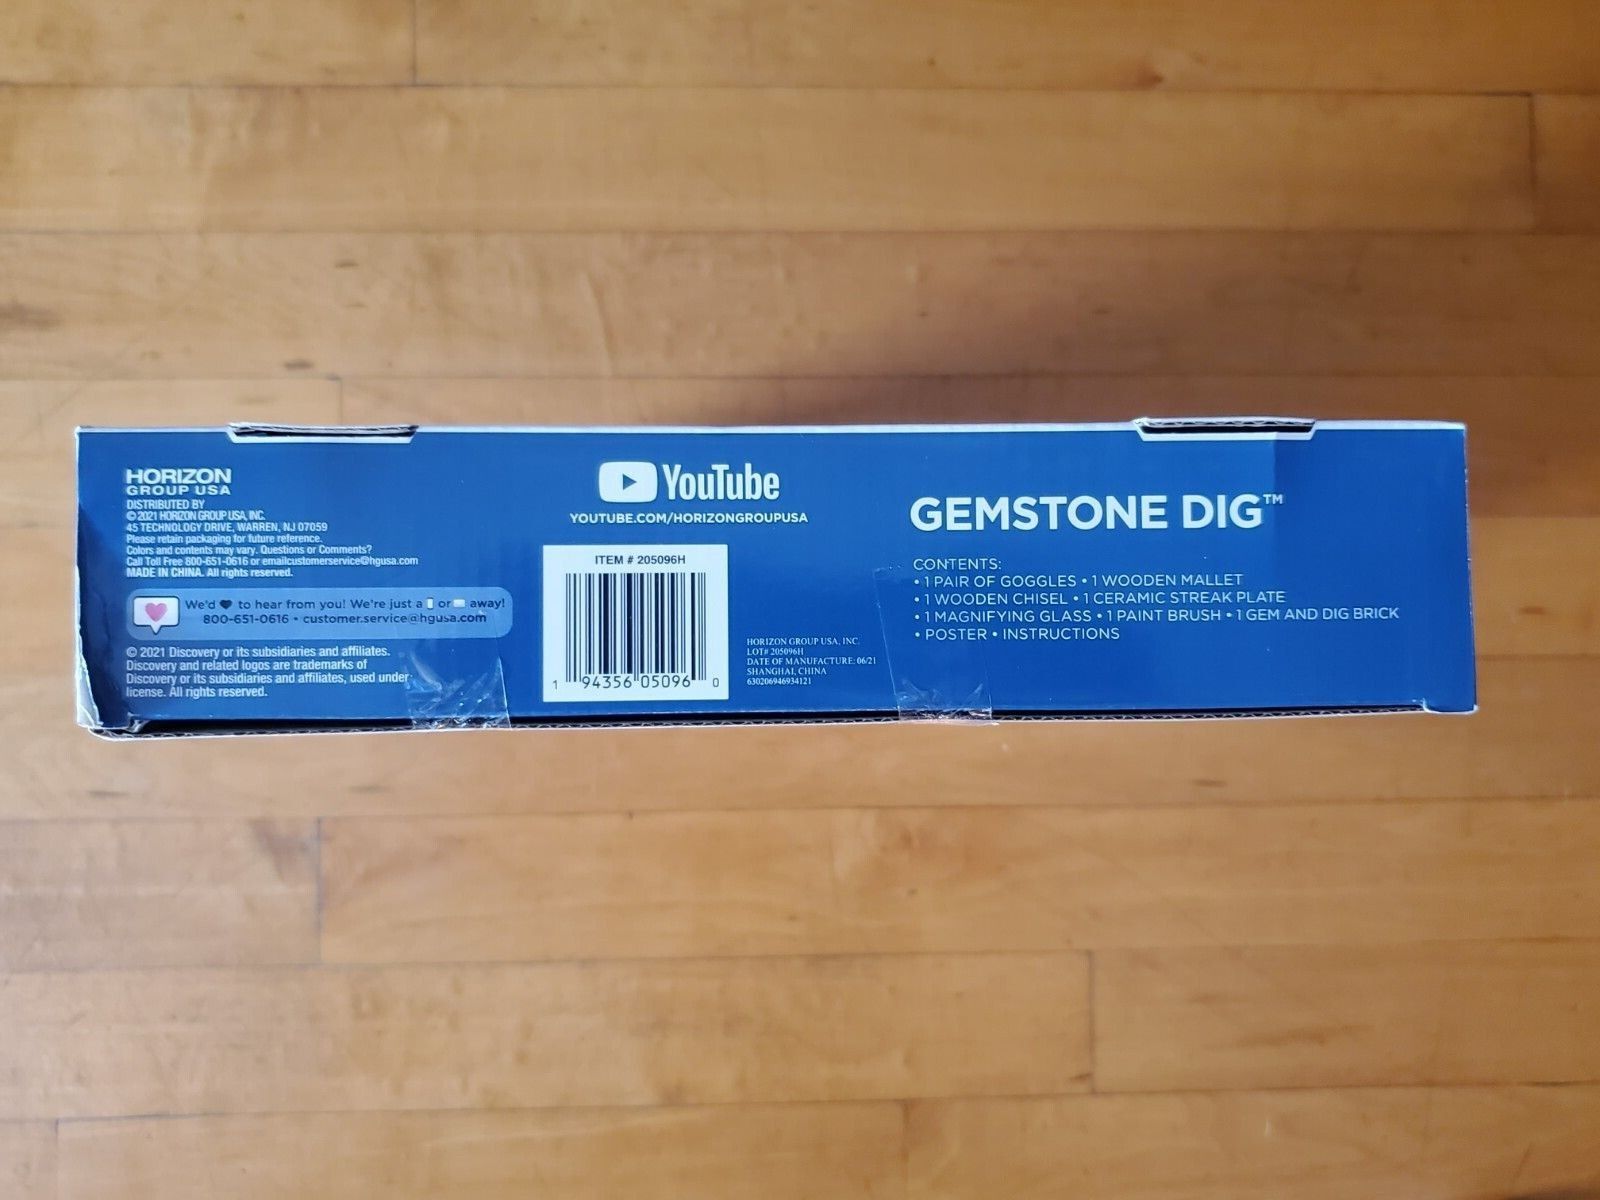 HORIZON
GROUP USA
DISTRIBUTED BY
© 2021 HORIZON GROUP USA, INC.
45 TECHNOLOGY DRIVE, WARREN, NJ 07059
Please retain packaging for future reference.
Colors and contents may vary. Questions or Comments?
Call Toll Free 800-651-0616 or emailcustomerservice@hgusa.com
MADE IN CHINA. All rights reserved.
We'd to hear from you! We're just a or away!
800-651-0616 • customer.service@hgusa.com
© 2021 Discovery or its subsidiaries and affiliates.
Discovery and related logos are trademarks of
Discovery or its subsidiaries and affiliates, used under
license. All rights reserved.
YouTube
YOUTUBE.COM/HORIZONGROUPUSA
ITEM # 205096H
1 94356 05096 0
HORIZON GROUP USA, INC.
LOT# 205096H
DATE OF MANUFACTURE: 06/21
SHANGHAI, CHINA
630206946934121
GEMSTONE DIG™
CONTENTS:
• 1 PAIR OF GOGGLES • 1 WOODEN MALLET
• 1 WOODEN CHISEL • 1 CERAMIC STREAK PLATE
• 1 MAGNIFYING GLASS • 1 PAINT BRUSH • 1 GEM AND DIG BRICK
• POSTER • INSTRUCTIONS